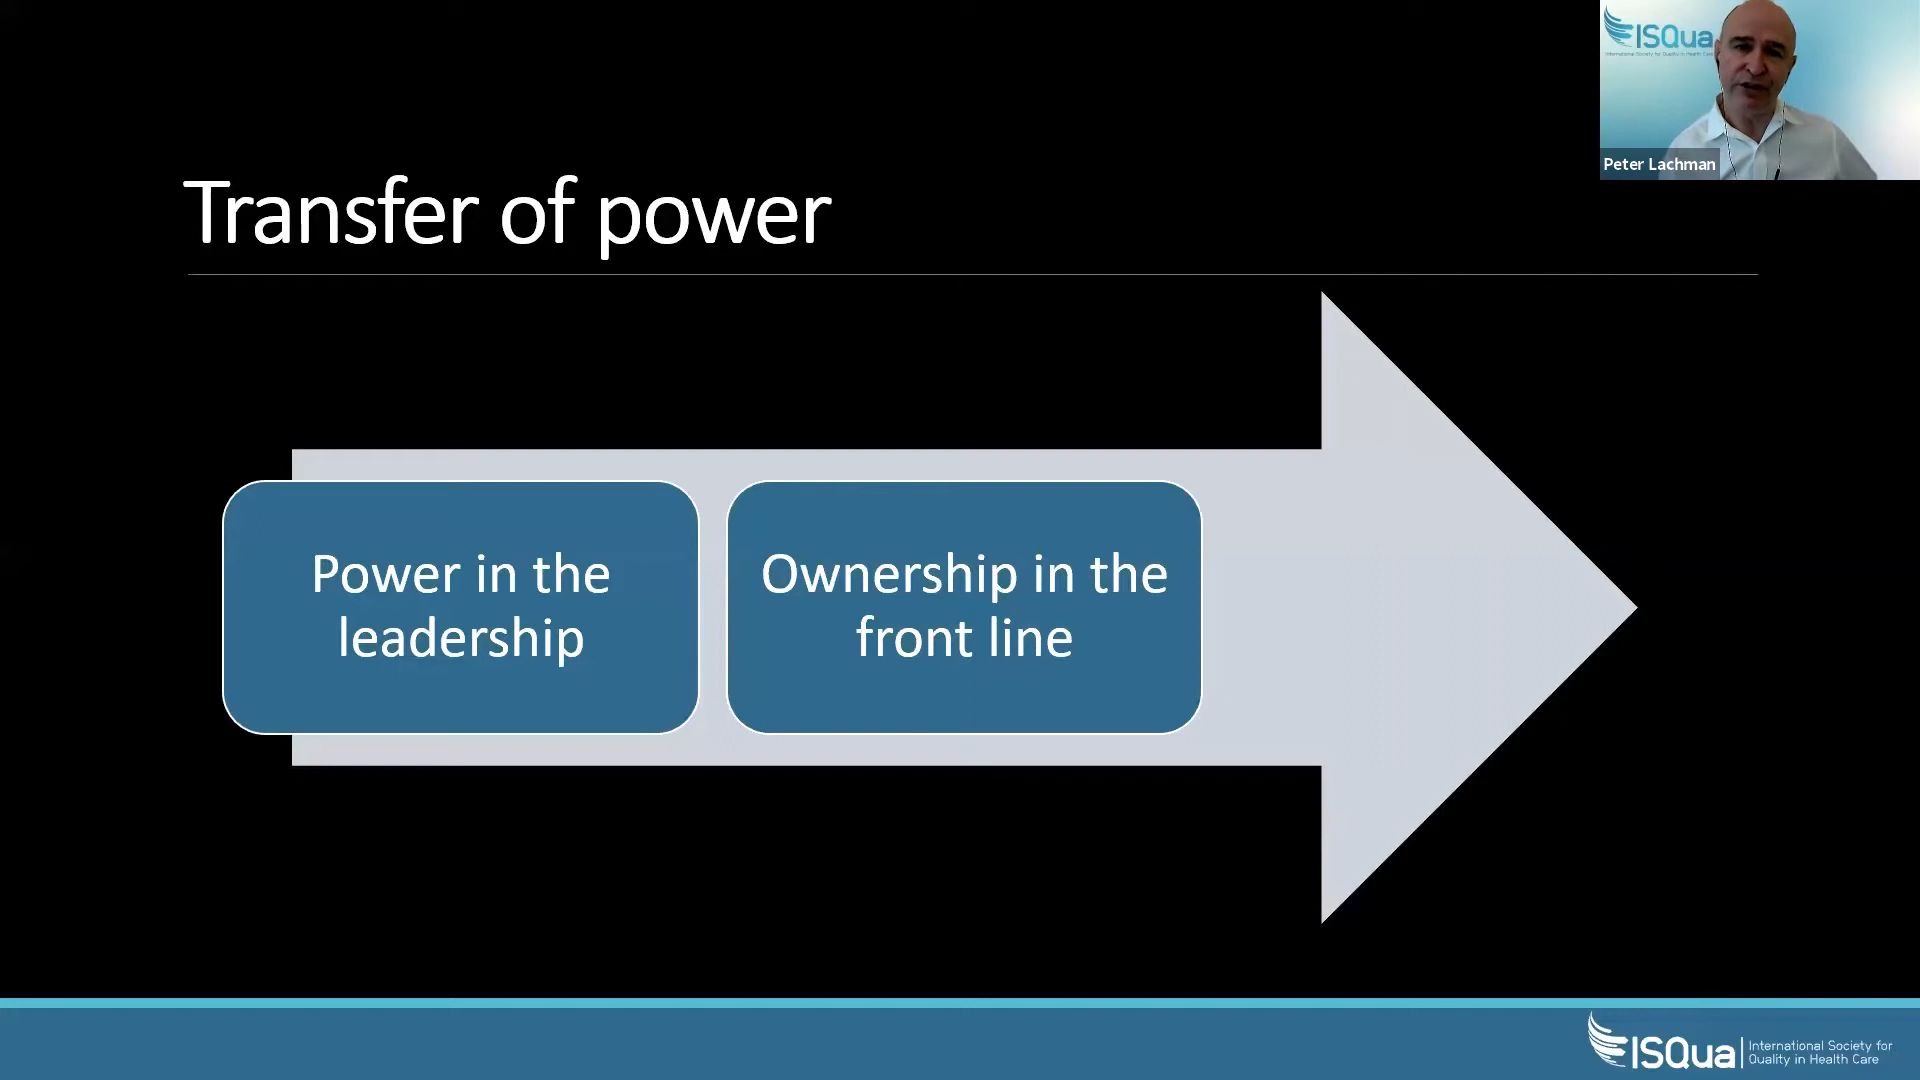 ISQua
Peter Lachman
Transfer of power
Power in the
leadership
Ownership in the
front line
ISQua
International Society for
Quality in Health Care